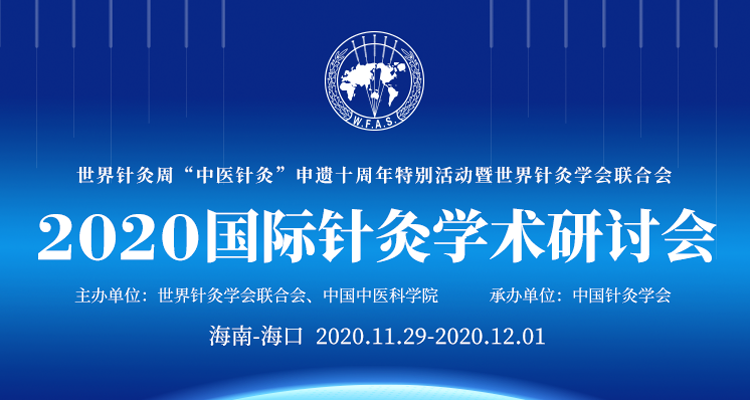 W.F.A.S.
世界针灸周“中医针灸”申遗十周年特别活动暨世界针灸学会联合会
2020国际针灸学术研讨会
主办单位：世界针灸学会联合会、中国中医科学院 承办单位：中国针灸学会
海南-海口 2020.11.29-2020.12.01